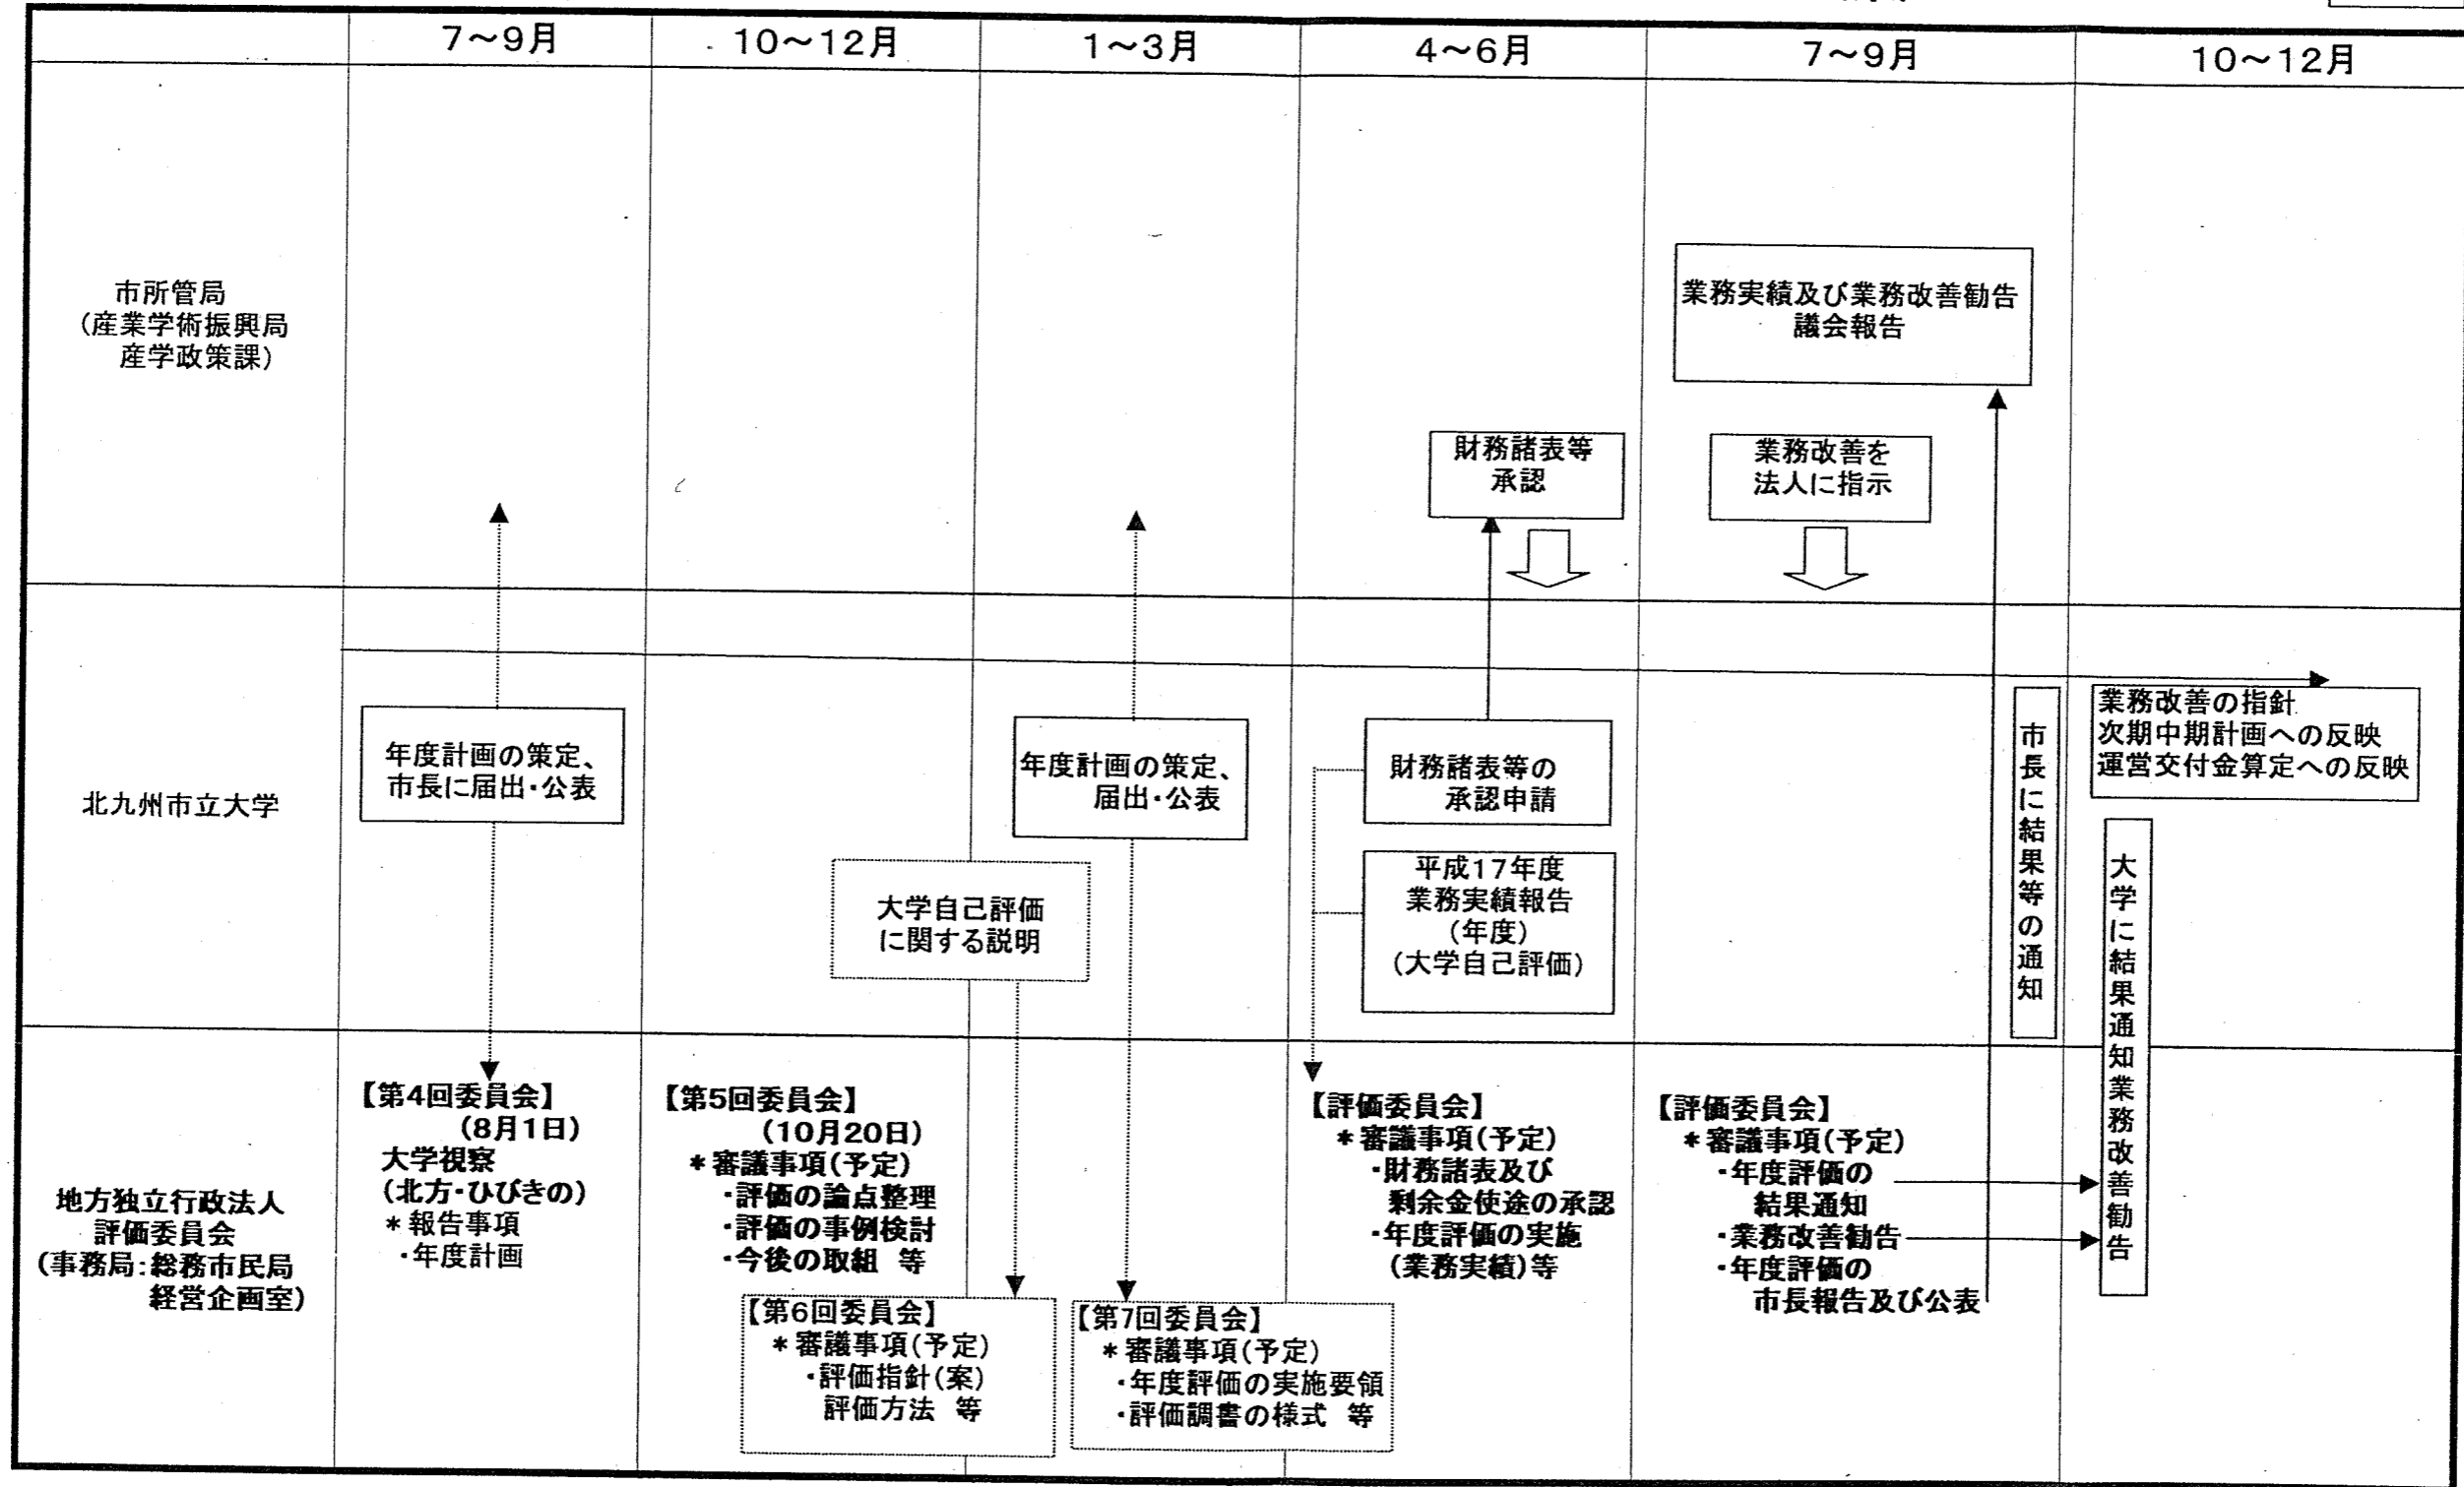 7～9月
10～12月
1～3月
4～6月
7～9月
10～12月
市所管局
(産業学術振興局
産学政策課)
業務実績及び業務改善勧告
議会報告
財務諸表等
承認
業務改善を
法人に指示
北九州市立大学
年度計画の策定、
市長に届出・公表
大学自己評価
に関する説明
年度計画の策定、
届出・公表
財務諸表等の
承認申請
平成17年度
業務実績報告
(年度)
(大学自己評価)
市長に結果等の通知
業務改善の指針
次期中期計画への反映
運営交付金算定への反映
大学に結果通知業務改善勧告
地方独立行政法人
評価委員会
(事務局:総務市民局
経営企画室)
【第4回委員会】
(8月1日)
大学視察
(北方・ひびきの)
*報告事項
・年度計画
【第5回委員会】
(10月20日)
*審議事項(予定)
・評価の論点整理
・評価の事例検討
・今後の取組 等
【第6回委員会】
*審議事項(予定)
・評価指針(案)
評価方法 等
【第7回委員会】
*審議事項(予定)
・年度評価の実施要領
・評価調書の様式 等
【評価委員会】
*審議事項(予定)
・財務諸表及び
剰余金使途の承認
・年度評価の実施
(業務実績)等
【評価委員会】
*審議事項(予定)
・年度評価の
結果通知
・業務改善勧告
・年度評価の
市長報告及び公表